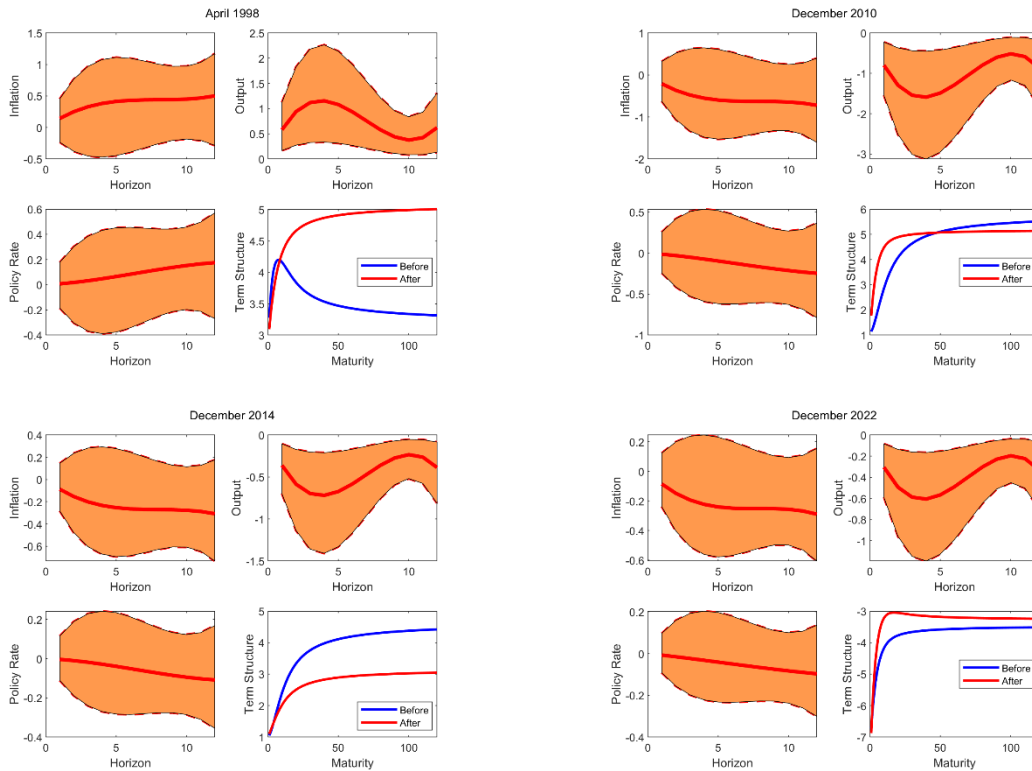 April 1998
Inflation
1.5
1
0.5
0
-0.5
0 5 10
Horizon
Output
2.5
2
1.5
1
0.5
0
0 5 10
Horizon
Policy Rate
0.6
0.4
0.2
0
-0.2
-0.4
0 5 10
Horizon
Term Structure
5
4.5
4
3.5
3
0 50 100
Maturity
Before
After
December 2010
Inflation
1
0
-1
-2
0 5 10
Horizon
Output
0
-1
-2
-3
0 5 10
Horizon
Policy Rate
0.5
0
-0.5
-1
0 5 10
Horizon
Term Structure
6
5
4
3
2
1
0 50 100
Maturity
Before
After
December 2014
Inflation
0.4
0.2
0
-0.2
-0.4
-0.6
0 5 10
Horizon
Output
0
-0.5
-1
-1.5
0 5 10
Horizon
Policy Rate
0.2
0
-0.2
-0.4
0 5 10
Horizon
Term Structure
5
4
3
2
1
0 50 100
Maturity
Before
After
December 2022
Inflation
0.2
0
-0.2
-0.4
-0.6
0 5 10
Horizon
Output
0
-0.2
-0.4
-0.6
-0.8
-1
0 5 10
Horizon
Policy Rate
0.2
0
-0.2
-0.4
0 5 10
Horizon
Term Structure
-3
-4
-5
-6
-7
0 50 100
Maturity
Before
After